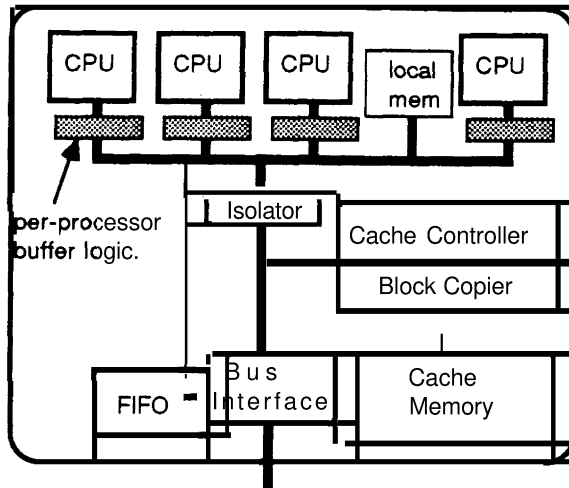 CPU
CPU
CPU
local
mem
CPU
per-processor
buffer logic.
Isolator
Cache Controller
Block Copier
FIFO
Bus
Interface
Cache
Memory